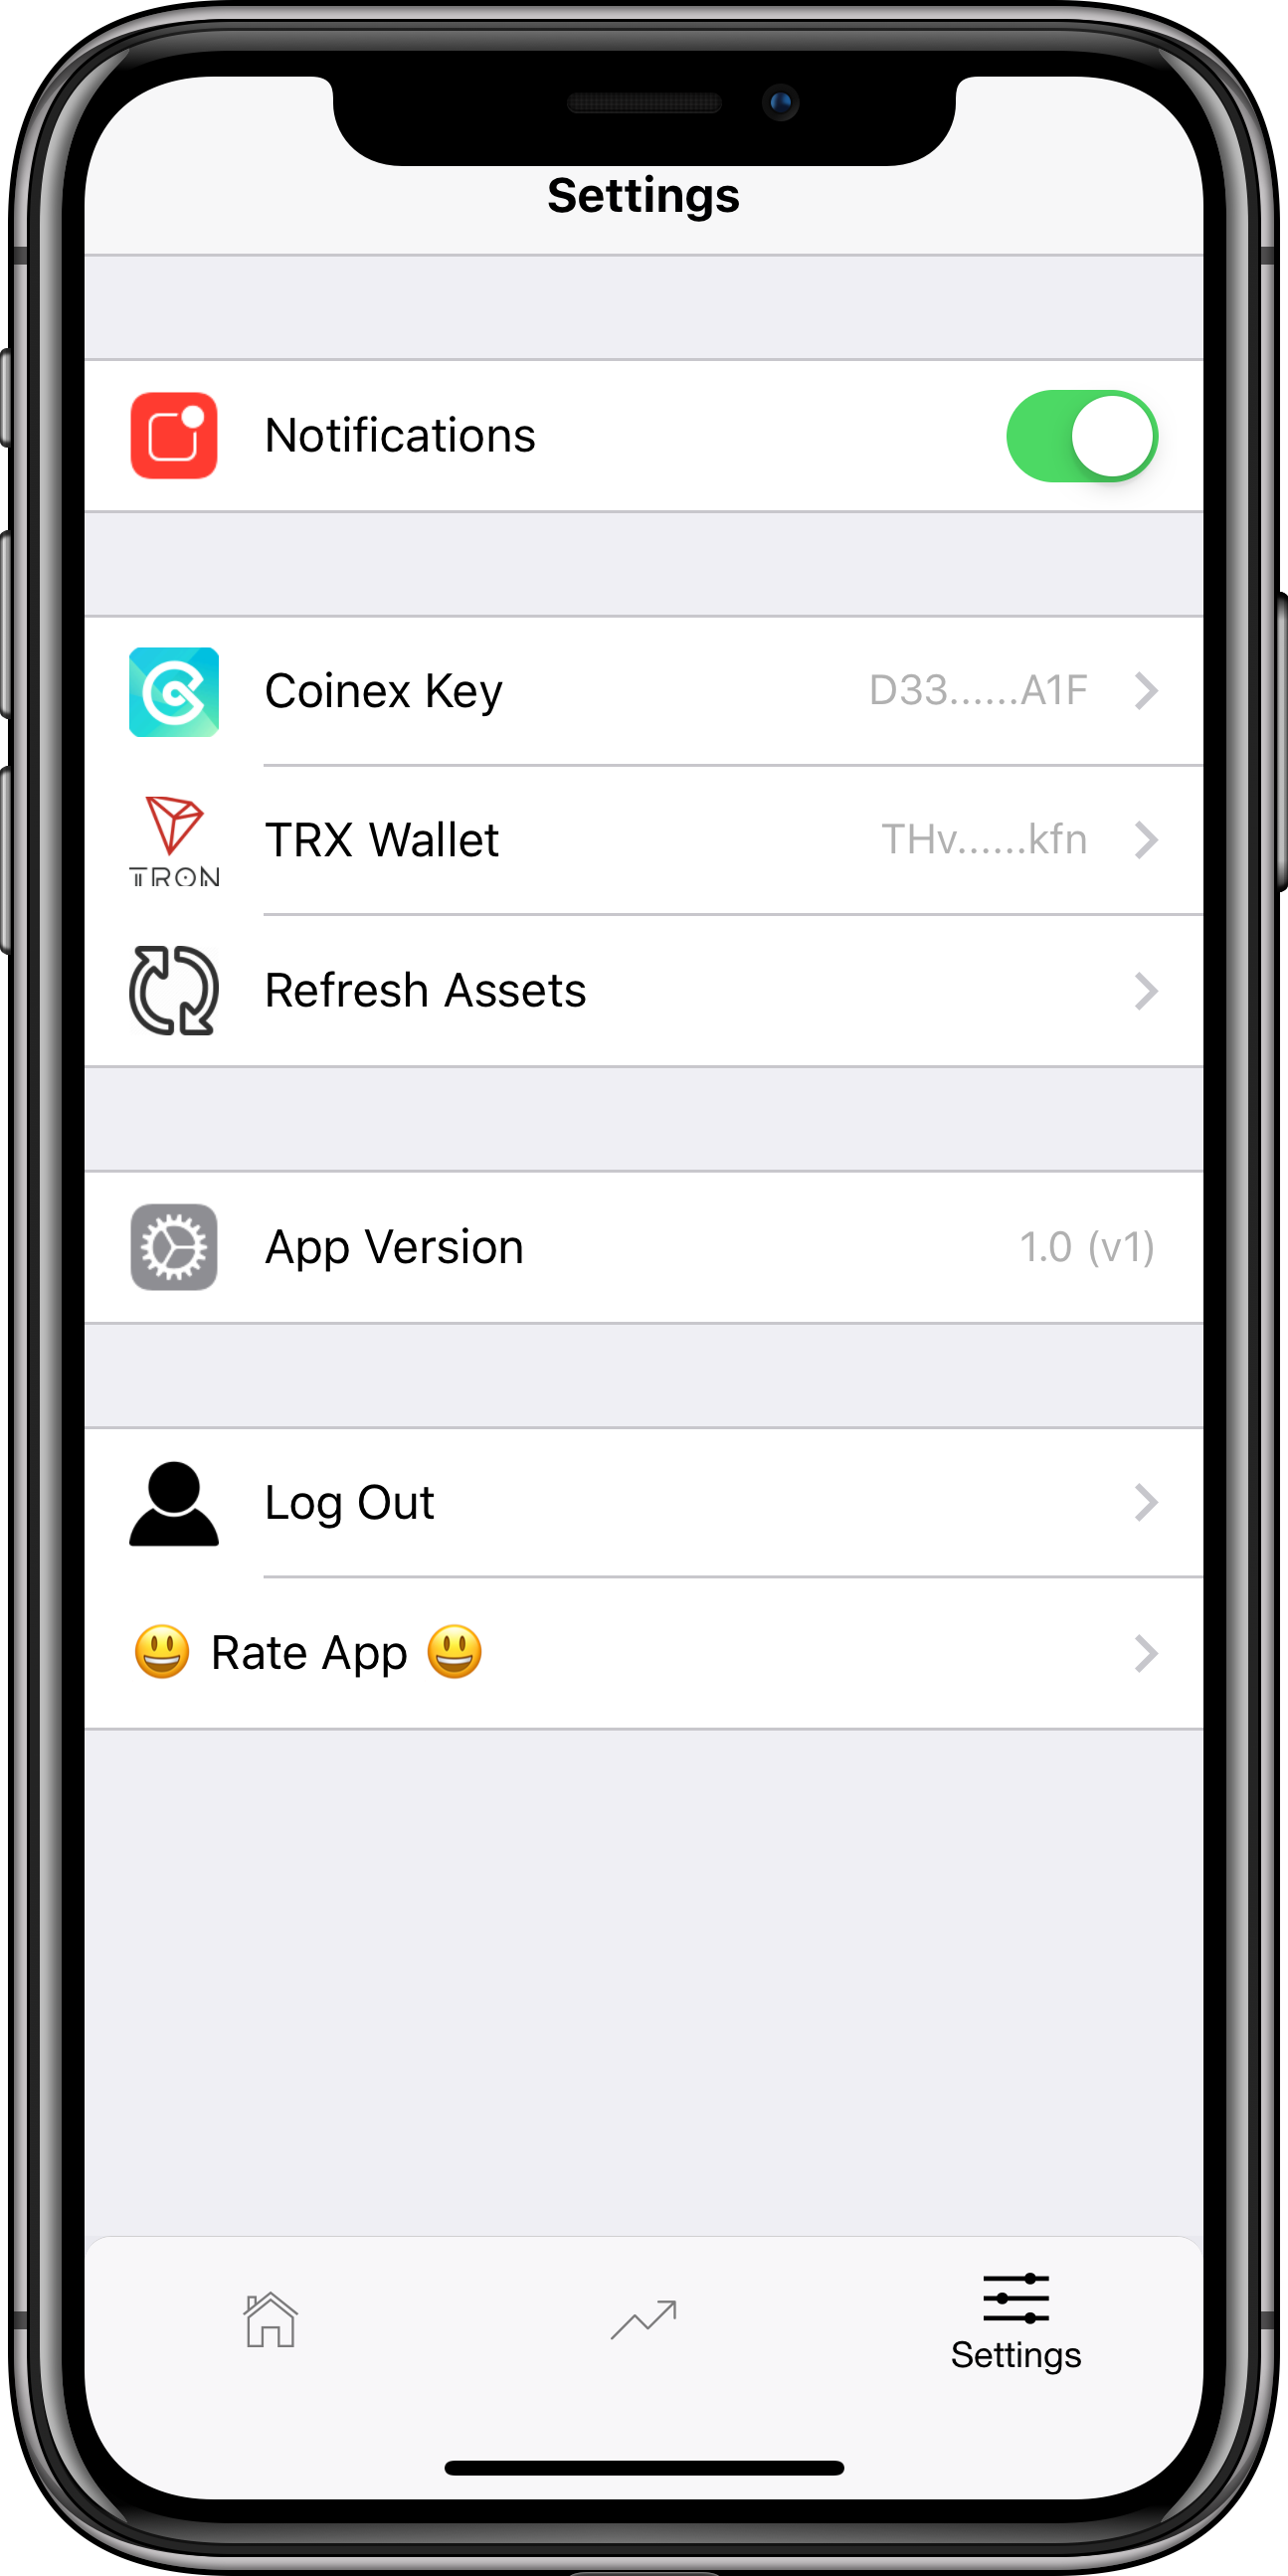 Settings
Notifications
Coinex Key D33......A1F
TRON
TRX Wallet THv......kfn
Refresh Assets
App Version 1.0 (v1)
Log Out
😃 Rate App 😃
Settings